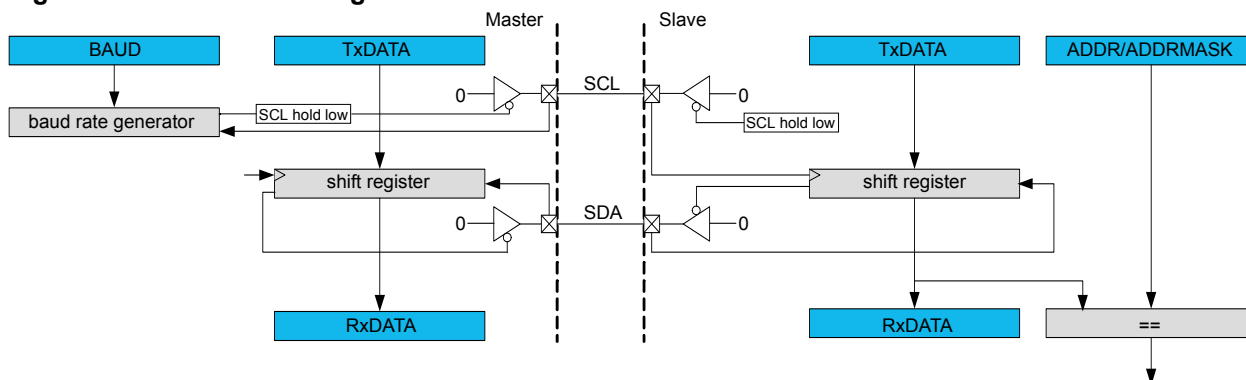 Master
Slave
BAUD
TxDATA
TxDATA
ADDR/ADDRMASK
0
SCL
0
baud rate generator
SCL hold low
SCL hold low
shift register
shift register
0
SDA
0
RxDATA
RxDATA
==